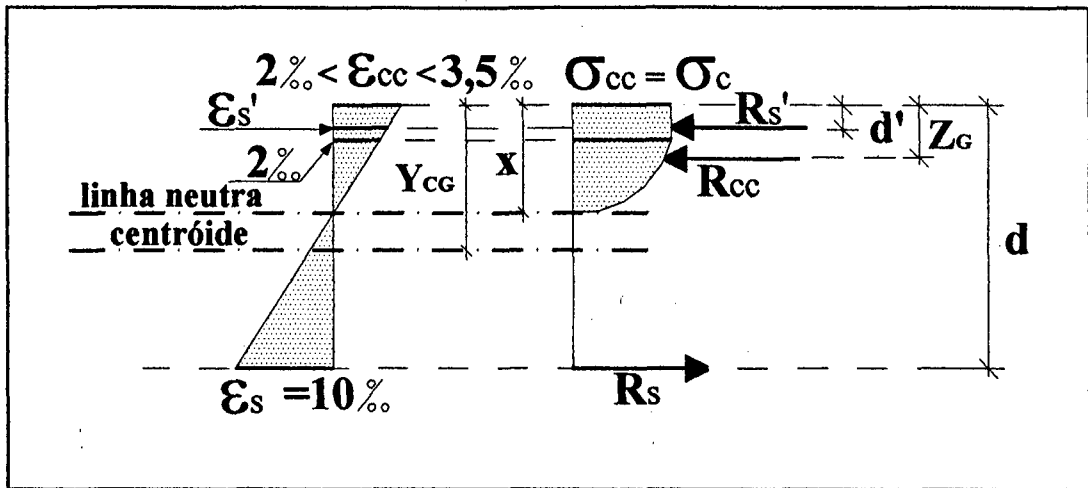 2‰ < εcc < 3,5‰
σcc = σc
εs'
Rs'
d'
ZG
2‰
YCG
x
Rcc
linha neutra
centróide
d
εs = 10‰
Rs